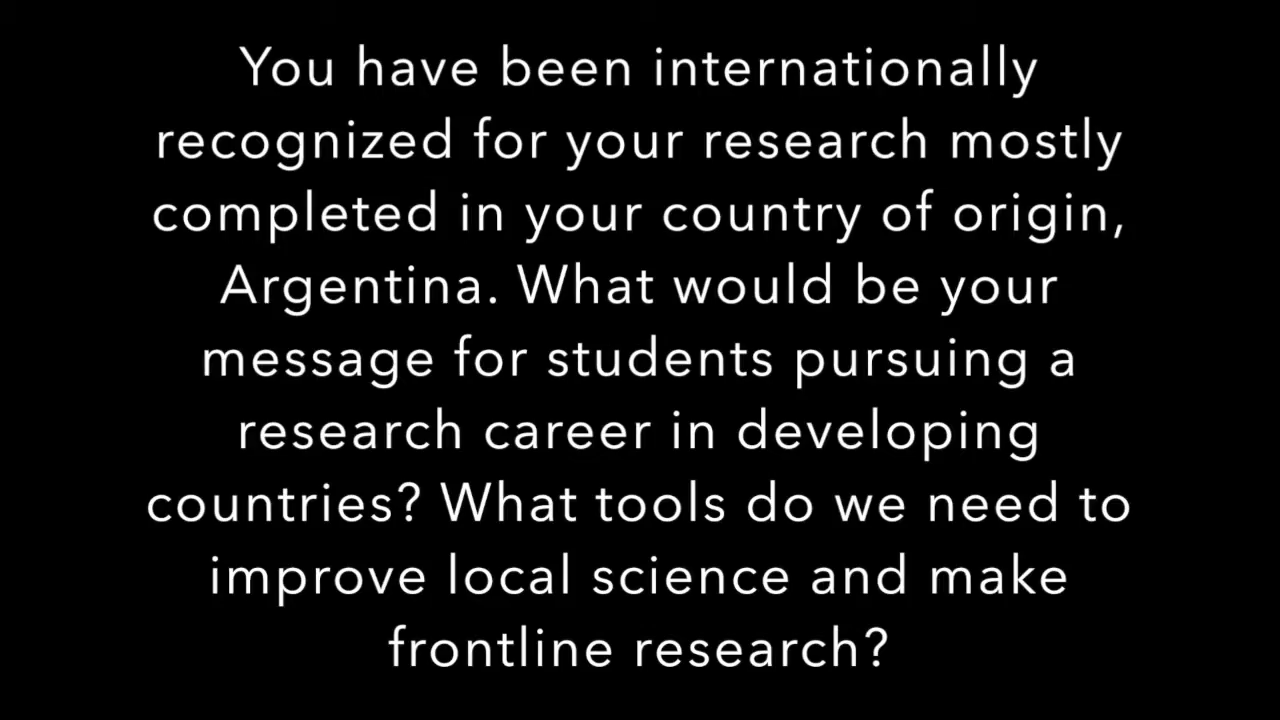 You have been internationally
recognized for your research mostly
completed in your country of origin,
Argentina. What would be your
message for students pursuing a
research career in developing
countries? What tools do we need to
improve local science and make
frontline research?